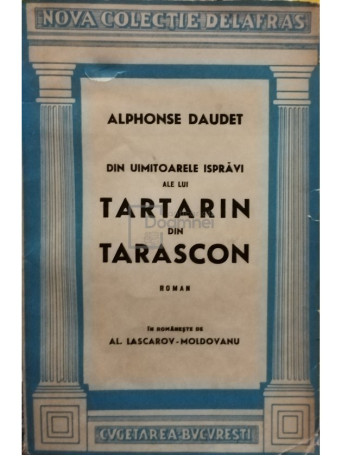 NOVA COLECȚIE DELAFRAS
ALPHONSE DAUDET
DIN UIMITOARELE ISPRĂVI
ALE LUI
TARTARIN
DIN
TARASCON
ROMAN
ÎN ROMÂNEȘTE DE
AL. LASCAROV-MOLDOVANU
CUGETAREA-BUCUREȘTI